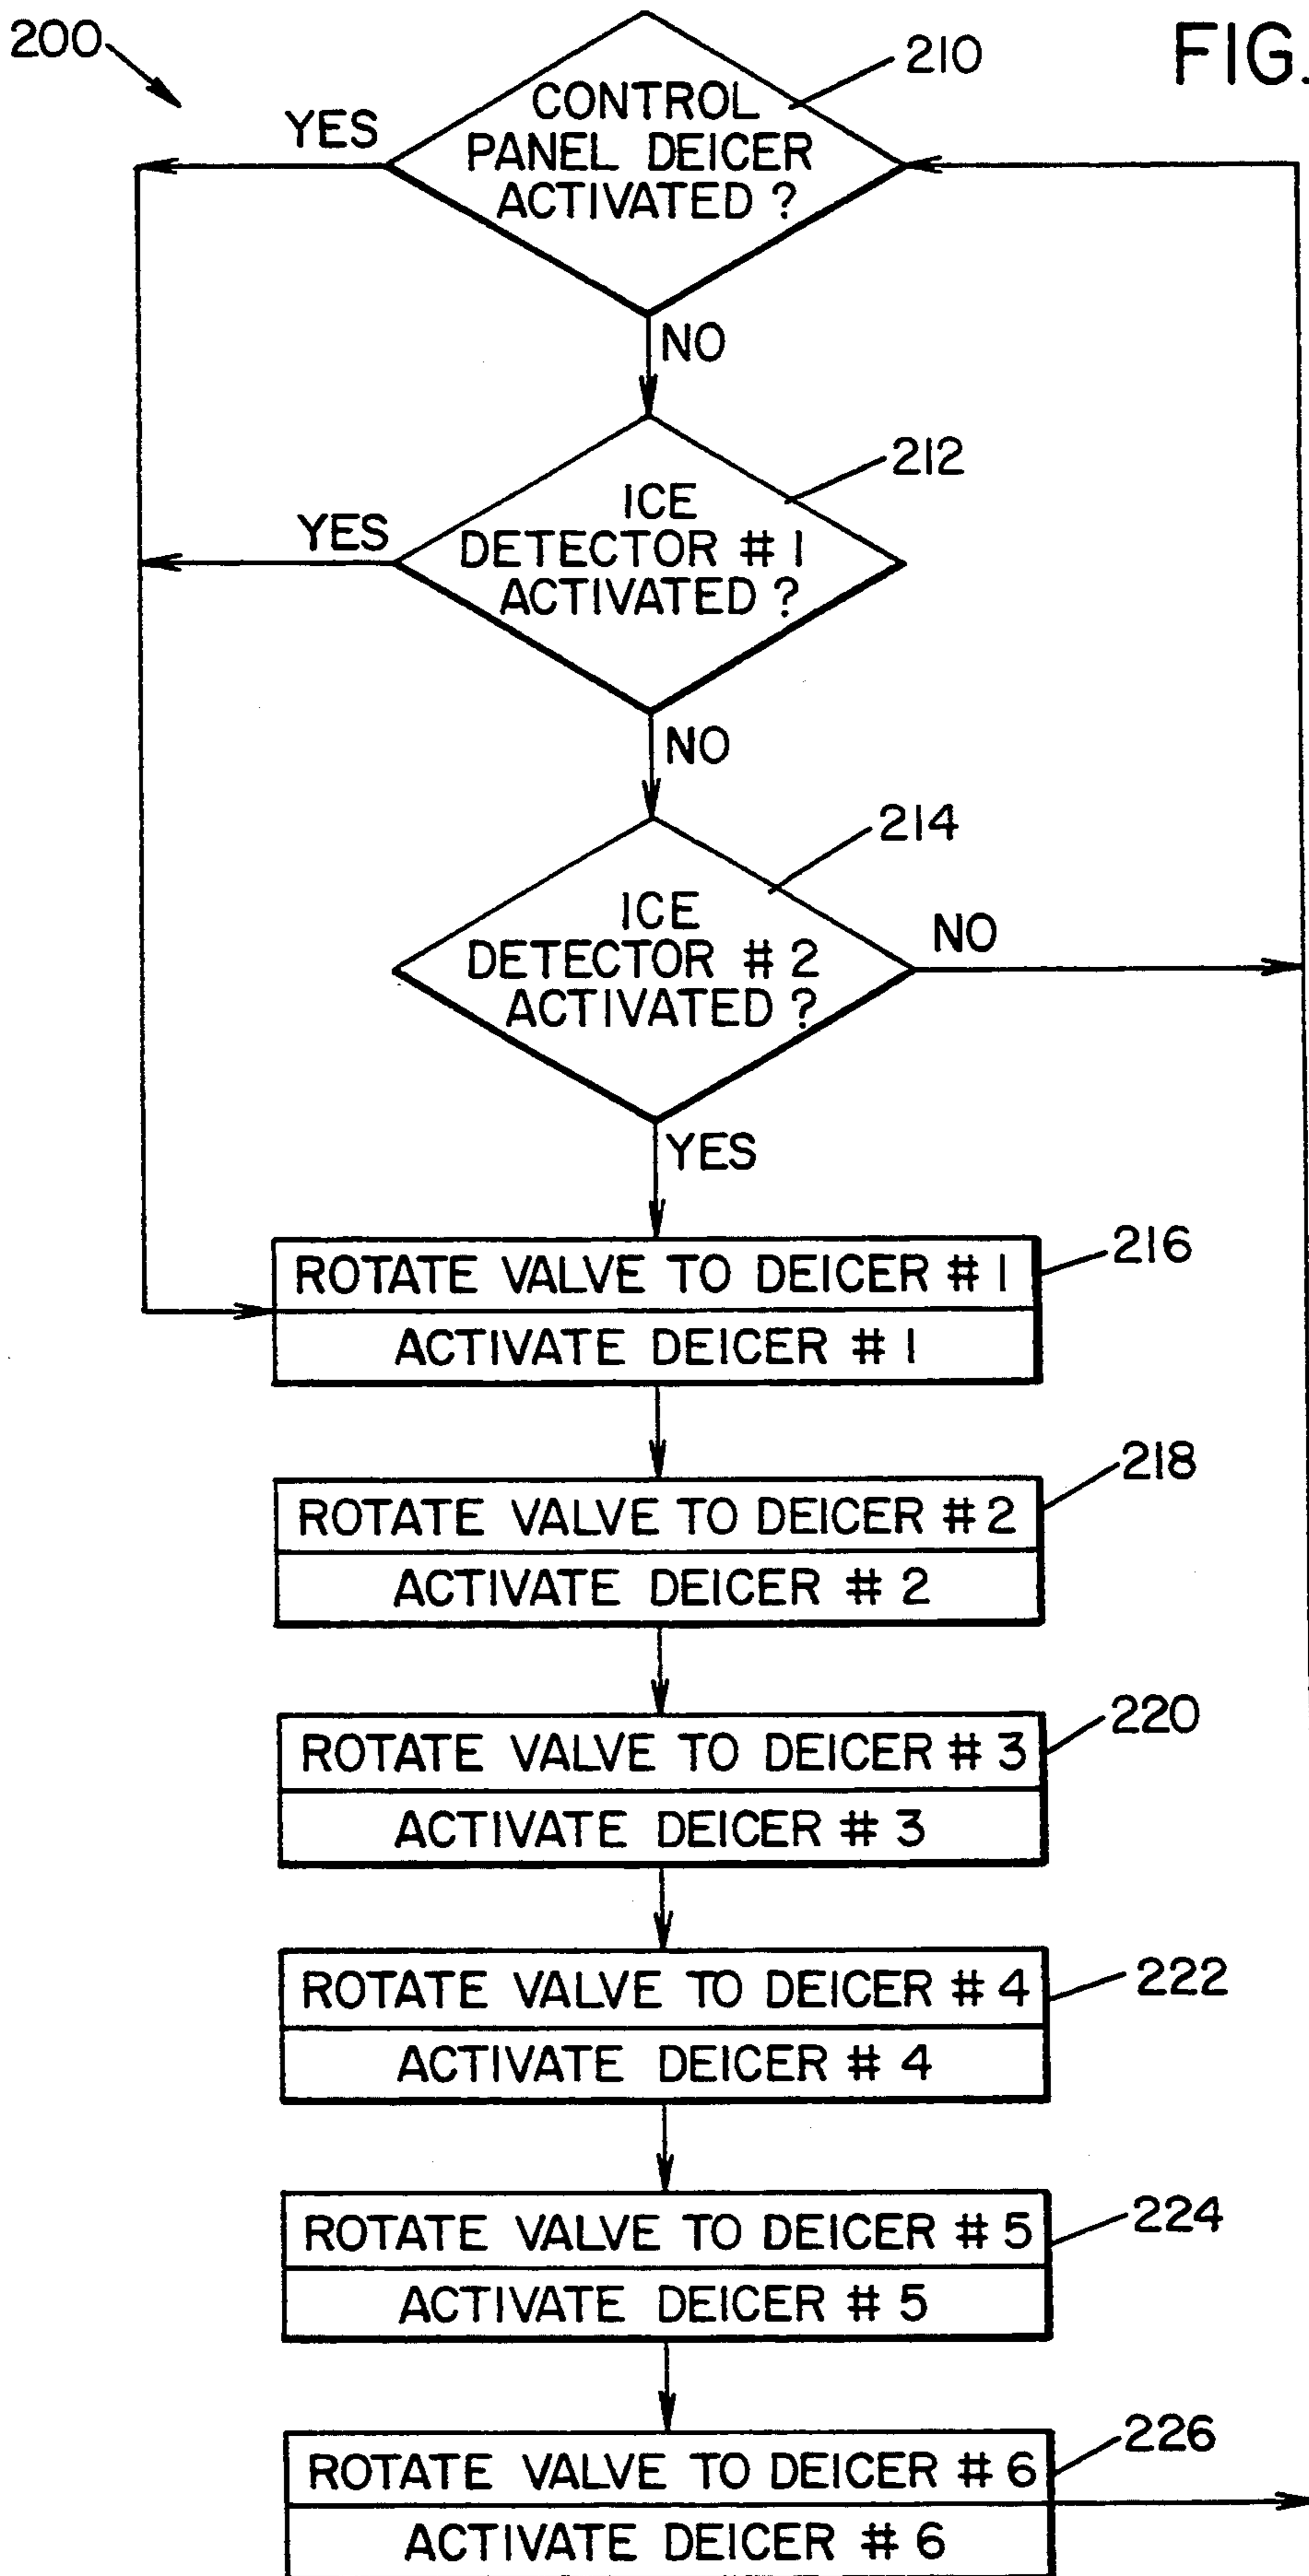 200
FIG.
210
CONTROL
PANEL DEICER
ACTIVATED ?
YES
NO
212
ICE
DETECTOR # 1
ACTIVATED ?
YES
NO
214
ICE
DETECTOR # 2
ACTIVATED ?
NO
YES
216
ROTATE VALVE TO DEICER # 1
ACTIVATE DEICER # 1
218
ROTATE VALVE TO DEICER # 2
ACTIVATE DEICER # 2
220
ROTATE VALVE TO DEICER # 3
ACTIVATE DEICER # 3
222
ROTATE VALVE TO DEICER # 4
ACTIVATE DEICER # 4
224
ROTATE VALVE TO DEICER # 5
ACTIVATE DEICER # 5
226
ROTATE VALVE TO DEICER # 6
ACTIVATE DEICER # 6